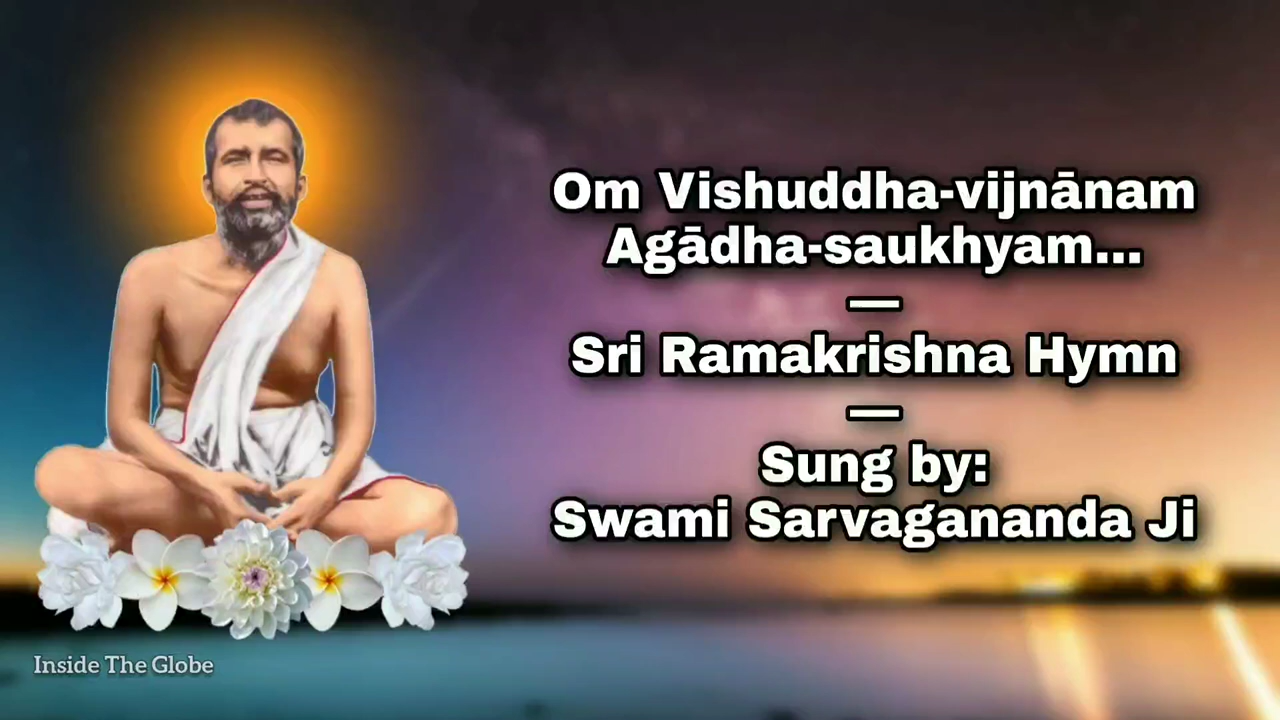 Om Vishuddha-vijnānam
Agādha-saukhyam...
—
Sri Ramakrishna Hymn
—
Sung by:
Swami Sarvagananda Ji
Inside The Globe